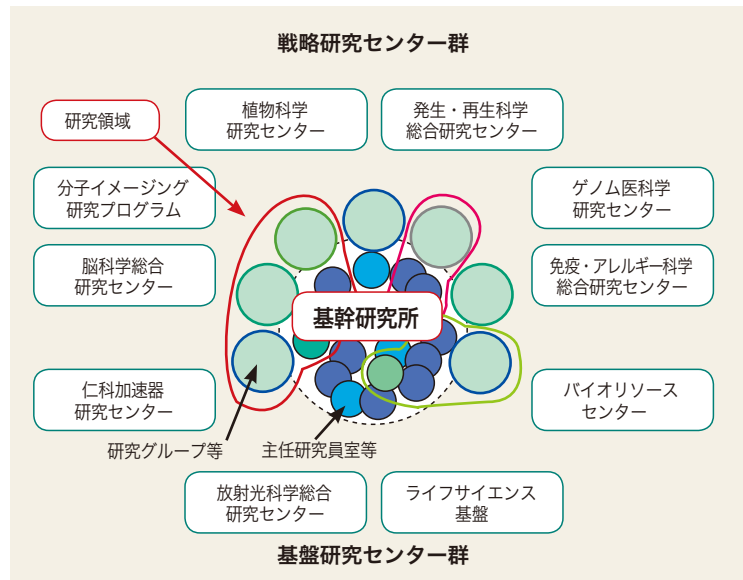 戦略研究センター群
植物科学
研究センター
発生・再生科学
総合研究センター
研究領域
分子イメージング
研究プログラム
ゲノム医科学
研究センター
脳科学総合
研究センター
免疫・アレルギー科学
総合研究センター
基幹研究所
仁科加速器
研究センター
バイオリソース
センター
研究グループ等
主任研究員室等
放射光科学総合
研究センター
ライフサイエンス
基盤
基盤研究センター群